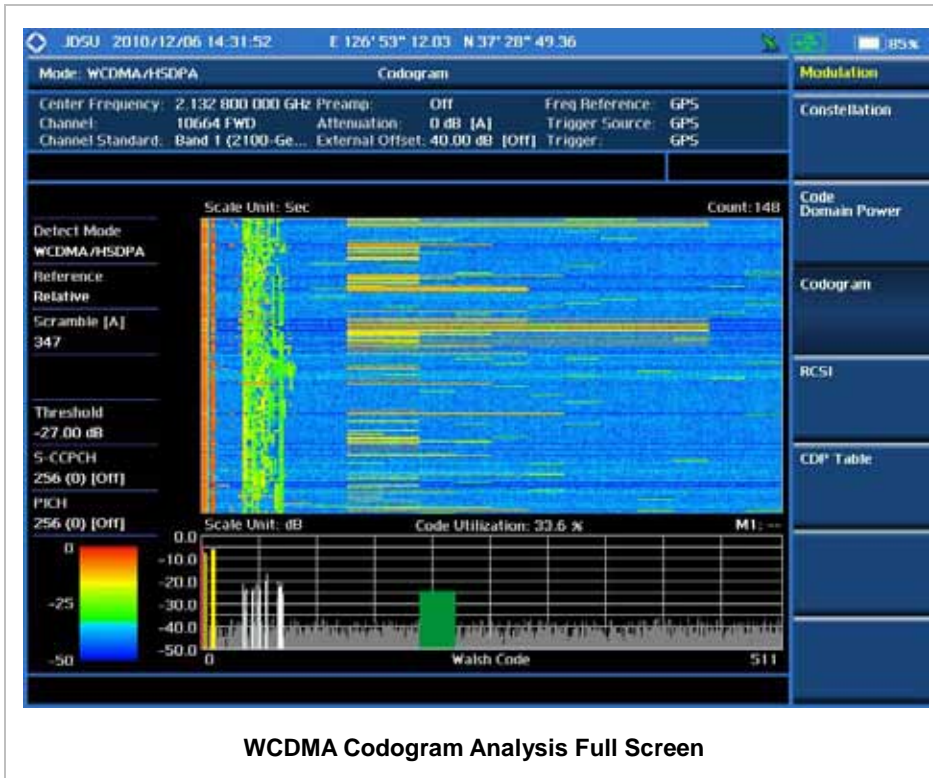 JDSU 2010/12/06 14:31:52 E 126° 53" 12.03 N 37° 28" 49.36 85%
Mode: WCDMA/HSDPA Codogram
Modulation
Center Frequency: 2.132 800 000 GHz Preamp: Off Freq Reference: GPS
Channel: 10664 FWD Attenuation: 0 dB [A] Trigger Source: GPS
Channel Standard: Band 1 (2100-Ge... External Offset: 40.00 dB [Off] Trigger: GPS
Constellation
Code
Domain Power
Codogram
RCSI
CDP Table
Scale Unit: Sec Count: 148
Detect Mode
WCDMA/HSDPA
Reference
Relative
Scramble [A]
347
Threshold
-27.00 dB
S-CCPCH
256 (0) [Off]
PICH
256 (0) [Off]
Scale Unit: dB Code Utilization: 33.6 % M1: --
0
-25
-50
0.0
-10.0
-20.0
-30.0
-40.0
-50.0
0 Walsh Code 511
WCDMA Codogram Analysis Full Screen